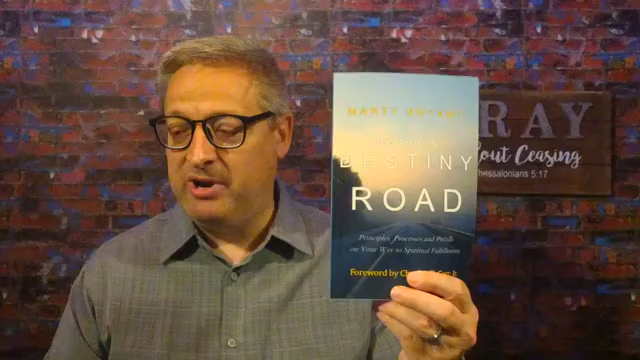 MARTY
DESTINY
ROAD
Principles, Processes and Perils
on Your Way to Spiritual Fulfillment
Foreword by
RAY
out Ceasing
hessalonians 5:17